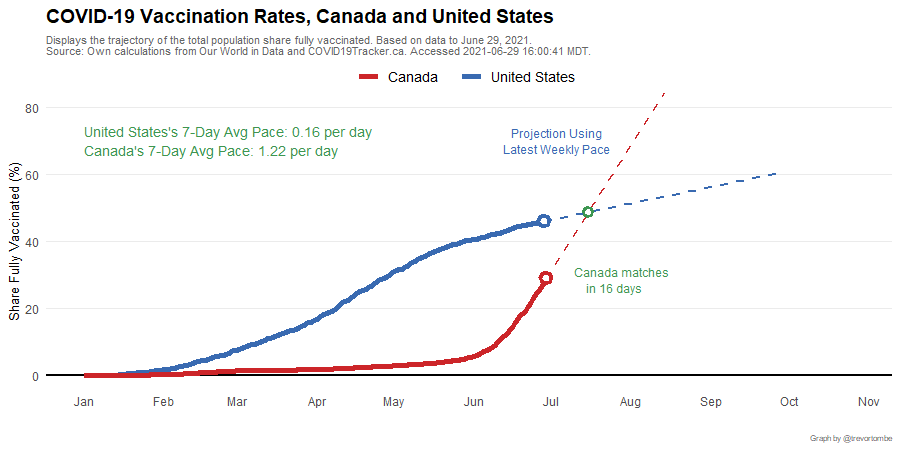 COVID-19 Vaccination Rates, Canada and United States
Displays the trajectory of the total population share fully vaccinated. Based on data to June 29, 2021.
Source: Own calculations from Our World in Data and COVID19Tracker.ca. Accessed 2021-06-29 16:00:41 MDT.
Canada United States
United States's 7-Day Avg Pace: 0.16 per day
Canada's 7-Day Avg Pace: 1.22 per day
Projection Using
Latest Weekly Pace
Canada matches
in 16 days
Share Fully Vaccinated (%)
80
60
40
20
0
Jan Feb Mar Apr May Jun Jul Aug Sep Oct Nov
Graph by @trevortombe